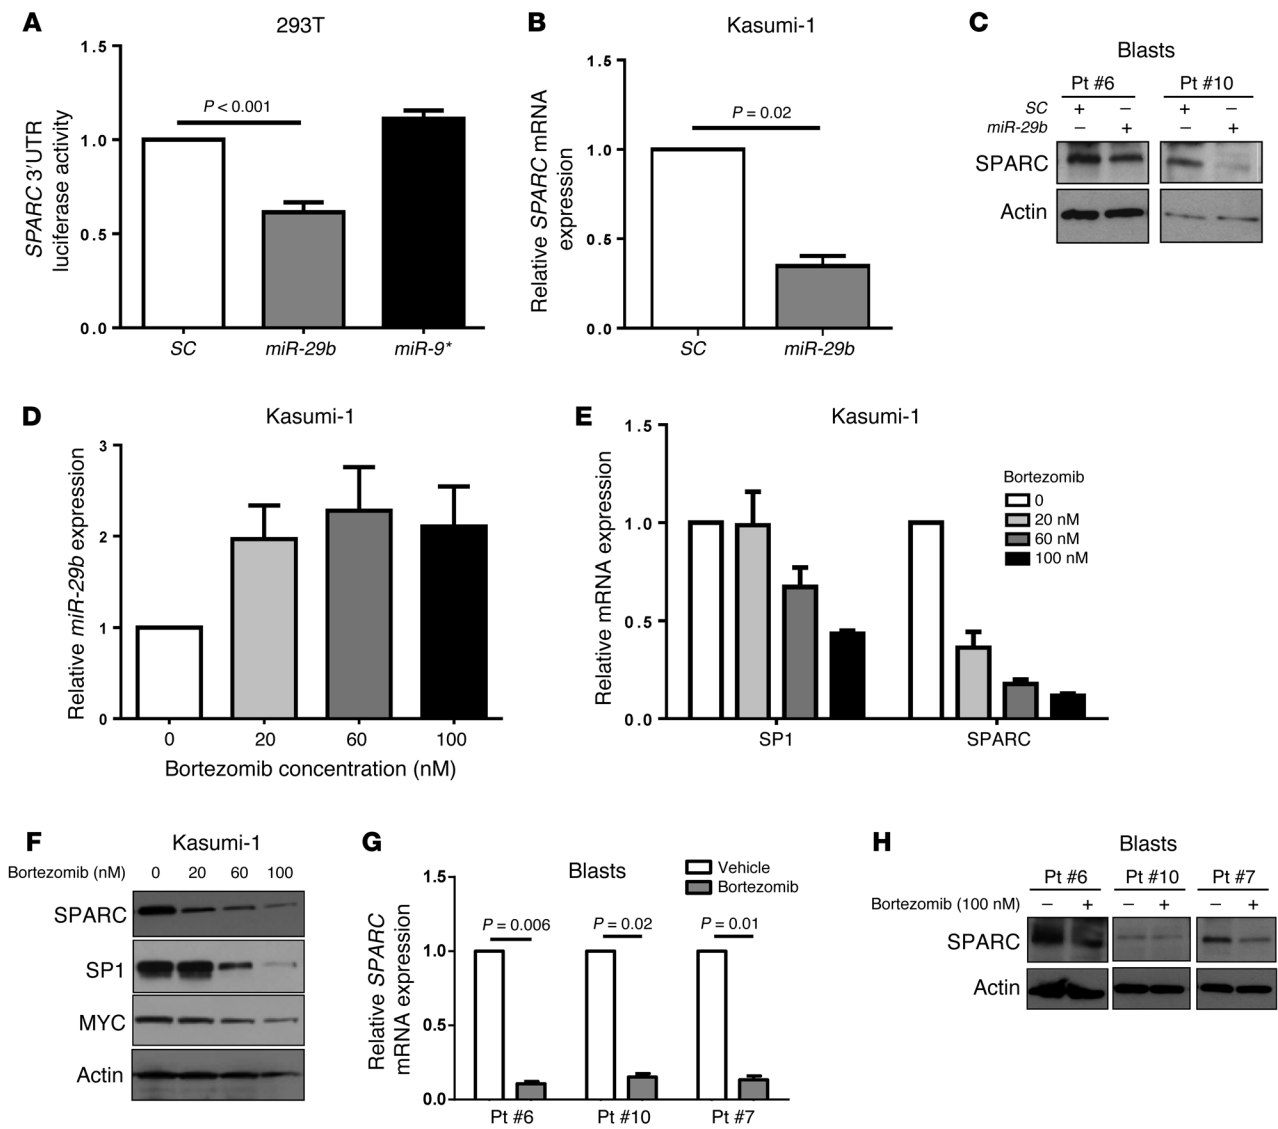 A
293T
SPARC 3′UTR
luciferase activity
1.5
1.0
0.5
0.0
P < 0.001
SC
miR-29b
miR-9*
B
Kasumi-1
Relative SPARC mRNA
expression
1.5
1.0
0.5
0.0
P = 0.02
SC
miR-29b
C
Blasts
Pt #6
Pt #10
SC + – + –
miR-29b – + – +
SPARC
Actin
D
Kasumi-1
Relative miR-29b expression
3
2
1
0
0 20 60 100
Bortezomib concentration (nM)
E
Kasumi-1
Relative mRNA expression
1.5
1.0
0.5
0.0
SP1
SPARC
Bortezomib
0
20 nM
60 nM
100 nM
F
Kasumi-1
Bortezomib (nM) 0 20 60 100
SPARC
SP1
MYC
Actin
G
Blasts
Vehicle
Bortezomib
Relative SPARC
mRNA expression
1.5
1.0
0.5
0.0
P = 0.006
P = 0.02
P = 0.01
Pt #6
Pt #10
Pt #7
H
Blasts
Pt #6
Pt #10
Pt #7
Bortezomib (100 nM) – + – + – +
SPARC
Actin